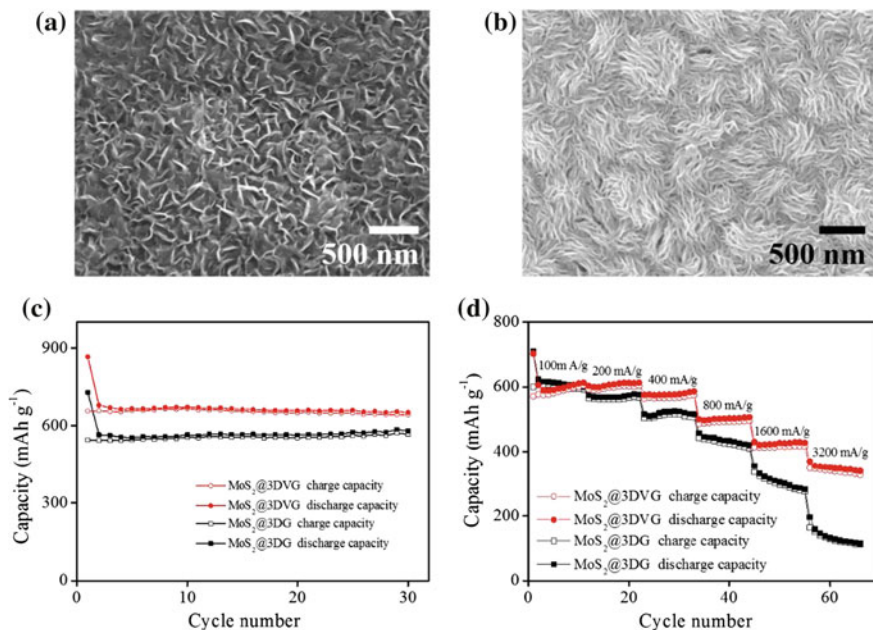 (a)
500 nm
(b)
500 nm
(c)
900
600
300
0
0
10
20
30
Capacity (mAh g⁻¹)
Cycle number
MoS₂@3DVG charge capacity
MoS₂@3DVG discharge capacity
MoS₂@3DG charge capacity
MoS₂@3DG discharge capacity
(d)
800
600
400
200
0
0
20
40
60
Capacity (mAh g⁻¹)
Cycle number
100m A/g
200 mA/g
400 mA/g
800 mA/g
1600 mA/g
3200 mA/g
MoS₂@3DVG charge capacity
MoS₂@3DVG discharge capacity
MoS₂@3DG charge capacity
MoS₂@3DG discharge capacity